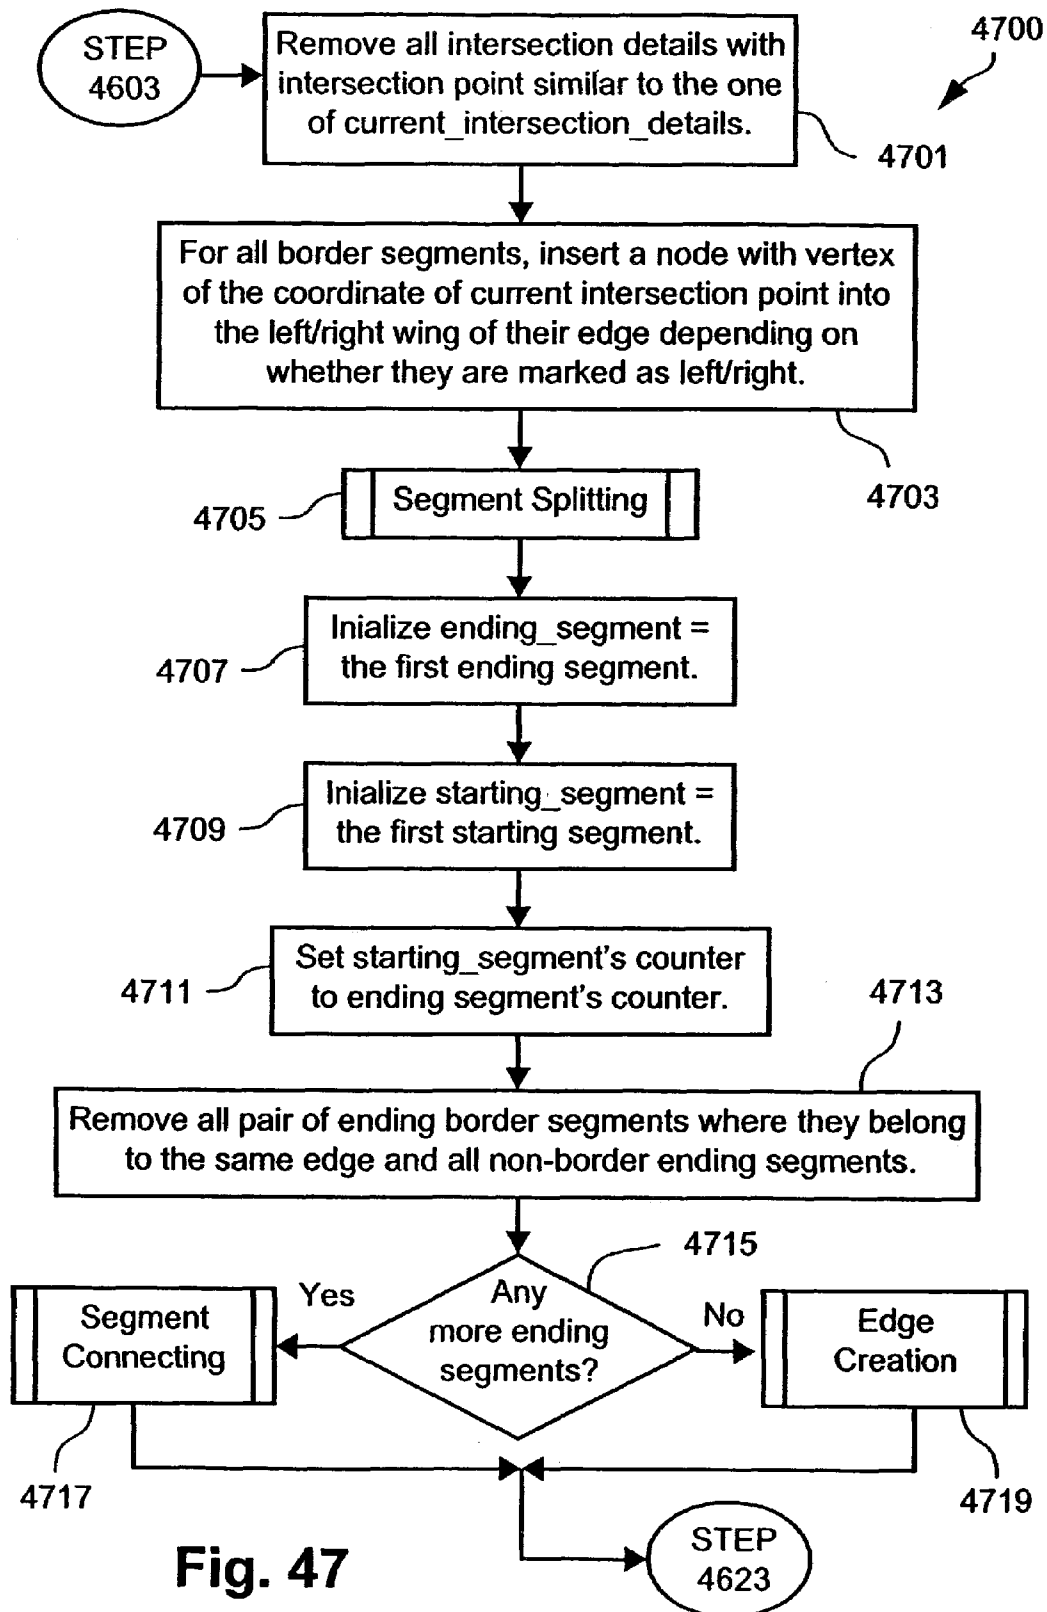 STEP
4603
Remove all intersection details with
intersection point similar to the one
of current_intersection_details.
4700
4701
For all border segments, insert a node with vertex
of the coordinate of current intersection point into
the left/right wing of their edge depending on
whether they are marked as left/right.
4703
Segment Splitting
4705
Inialize ending_segment =
the first ending segment.
4707
Inialize starting_segment =
the first starting segment.
4709
Set starting_segment's counter
to ending segment's counter.
4711
4713
Remove all pair of ending border segments where they belong
to the same edge and all non-border ending segments.
4715
Any
more ending
segments?
Yes
No
Segment
Connecting
Edge
Creation
4717
4719
STEP
4623
Fig. 47